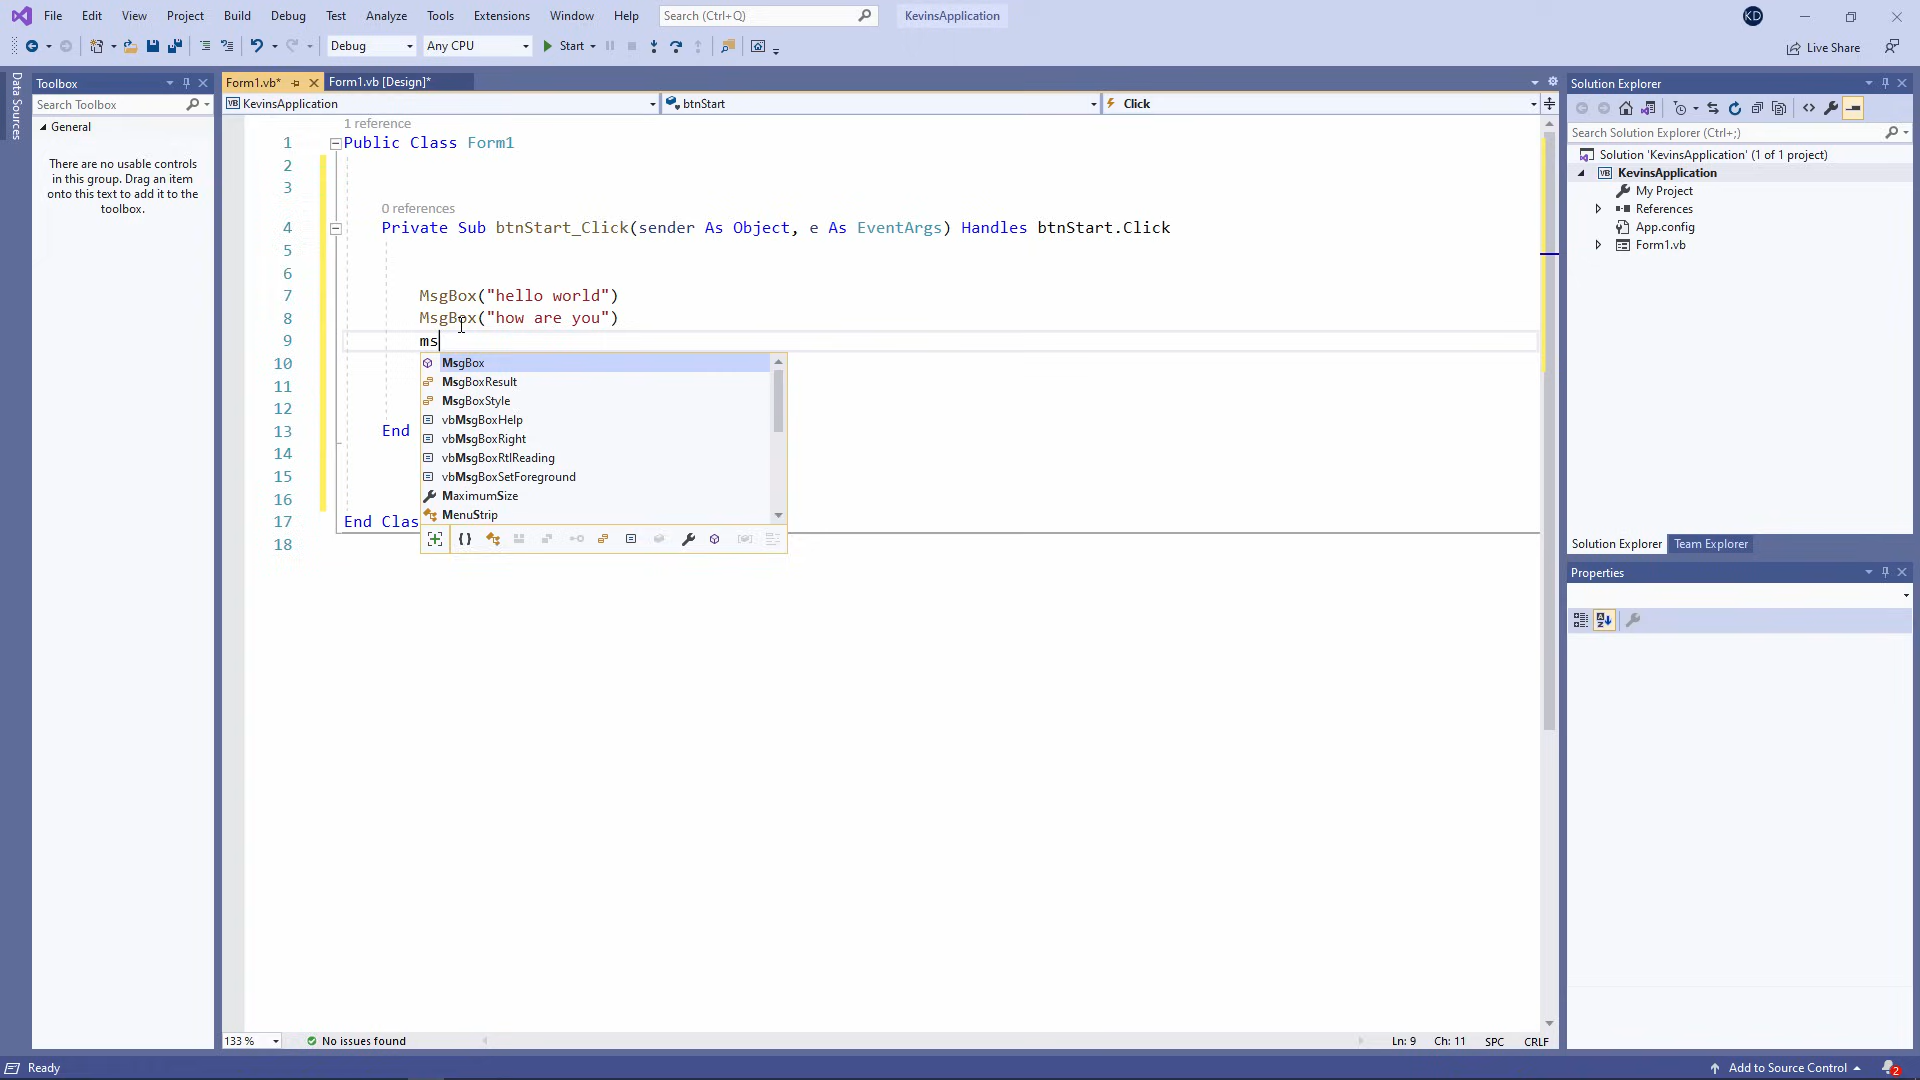 File Edit View Project Build Debug Test Analyze Tools Extensions Window Help Search (Ctrl+Q) KevinsApplication KD
Debug Any CPU Start Live Share
Data Sources
Toolbox
Search Toolbox
General
There are no usable controls
in this group. Drag an item
onto this text to add it to the
toolbox.
Form1.vb* Form1.vb [Design]*
VB KevinsApplication btnStart Click
1 reference
1 Public Class Form1
2
3
0 references
4 Private Sub btnStart_Click(sender As Object, e As EventArgs) Handles btnStart.Click
5
6
7 MsgBox("hello world")
8 MsgBox("how are you")
9 ms
10
11
12
13 End
14
15
16
17 End Clas
18
MsgBox
MsgBoxResult
MsgBoxStyle
vbMsgBoxHelp
vbMsgBoxRight
vbMsgBoxRtlReading
vbMsgBoxSetForeground
MaximumSize
MenuStrip
133 % No issues found Ln: 9 Ch: 11 SPC CRLF
Solution Explorer
Search Solution Explorer (Ctrl+;)
Solution 'KevinsApplication' (1 of 1 project)
VB KevinsApplication
My Project
References
App.config
Form1.vb
Solution Explorer Team Explorer
Properties
Ready Add to Source Control 2